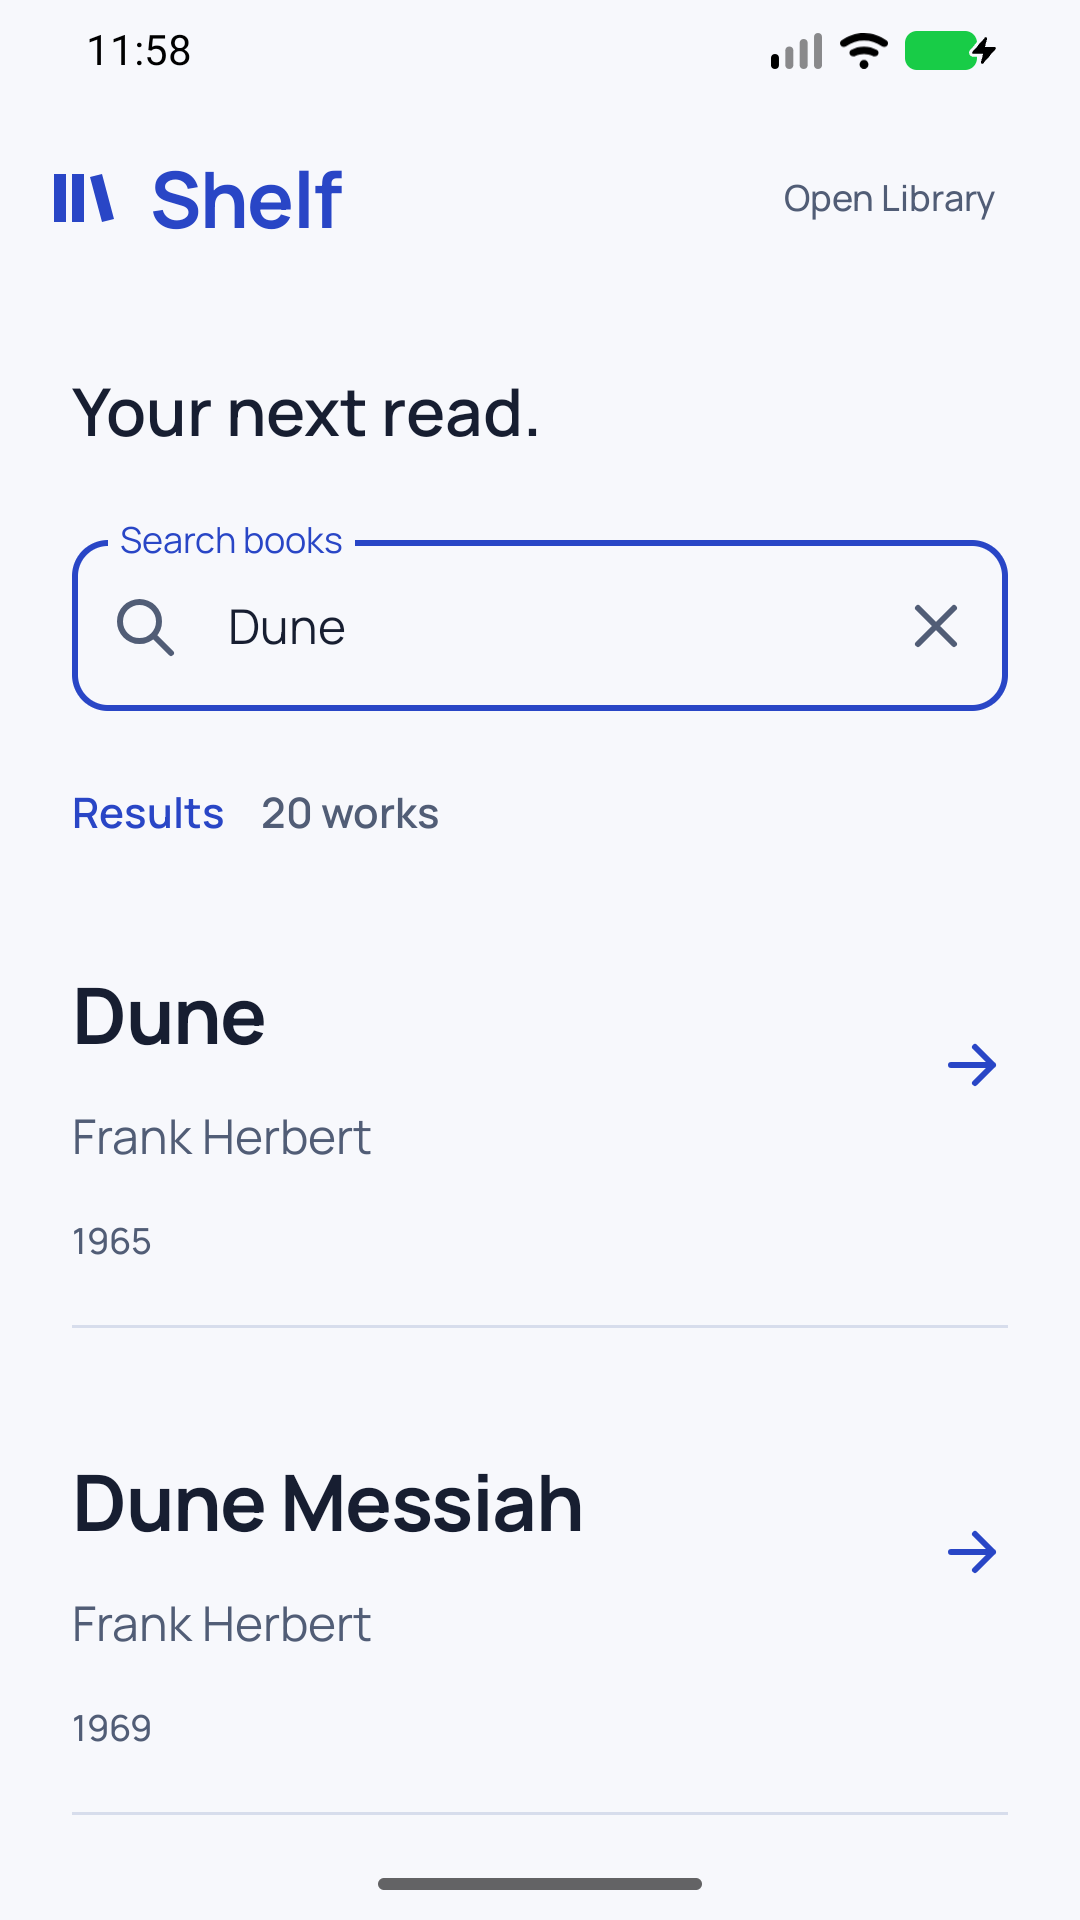 11:58
Shelf
Open Library
Your next read.
Search books
Dune
Results 20 works
Dune
Frank Herbert
1965
Dune Messiah
Frank Herbert
1969